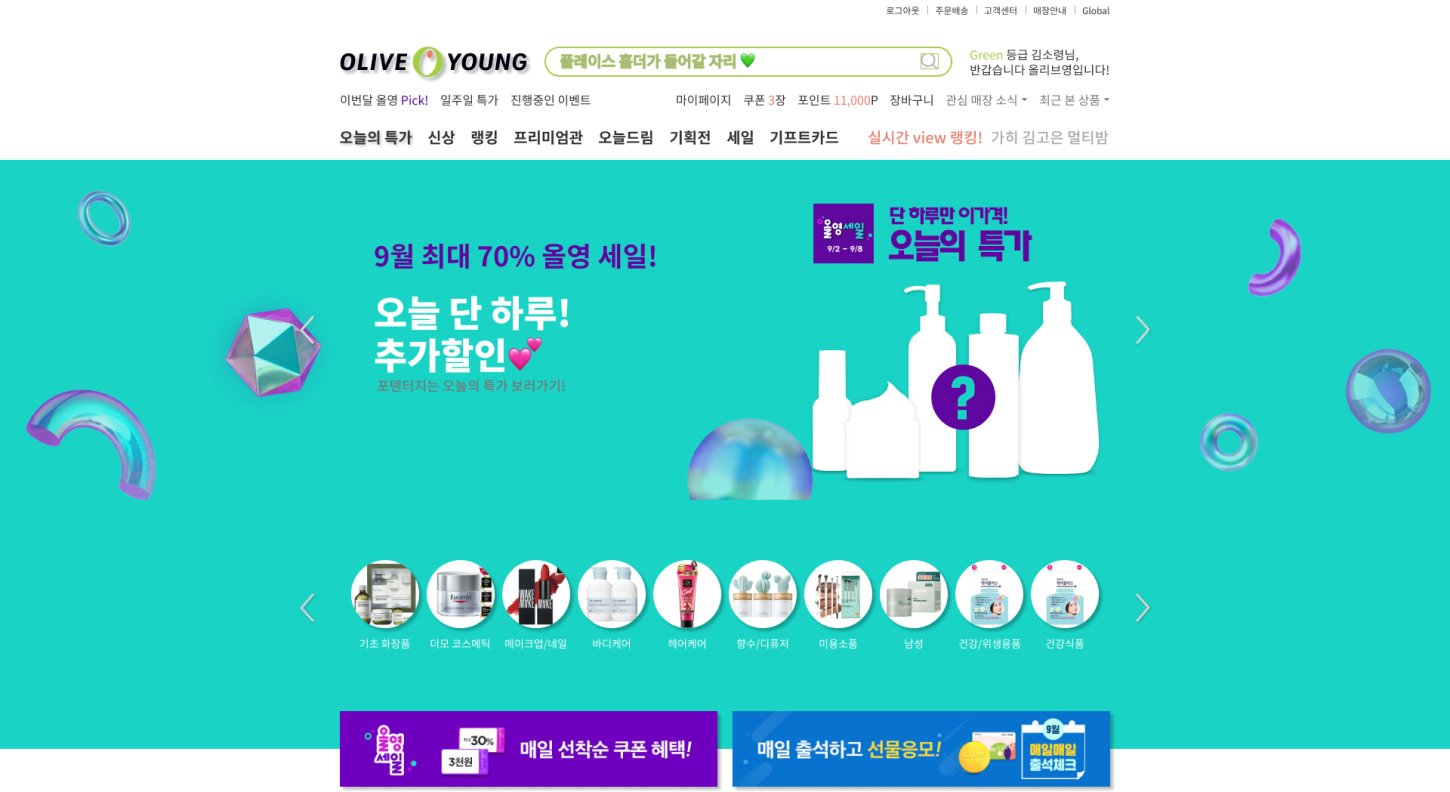 로그아웃 주문배송 고객센터 매장안내 Global
OLIVE YOUNG
플레이스 홀더가 들어갈 자리 💚
Green 등급 김소령님,
반갑습니다 올리브영입니다!
이번달 올영 Pick! 일주일 특가 진행중인 이벤트
마이페이지 쿠폰 3장 포인트 11,000P 장바구니 관심 매장 소식 최근 본 상품
오늘의 특가 신상 랭킹 프리미엄관 오늘드림 기획전 세일 기프트카드
실시간 view 랭킹! 가히 김고은 멀티밤
9월 최대 70% 올영 세일!
오늘 단 하루!
추가할인💕
포텐터지는 오늘의 특가 보러가기!
올영세일
9/2 - 9/8
단 하루만 이가격!
오늘의 특가
?
Eucerin
WAKE
MAKE
기초 화장품 더모 코스메틱 메이크업/네일 바디케어 헤어케어 향수/디퓨저 미용소품 남성 건강/위생용품 건강식품
올영
세일
30%
3천원
매일 선착순 쿠폰 혜택!
매일 출석하고 선물응모!
9월
매일매일
출석체크